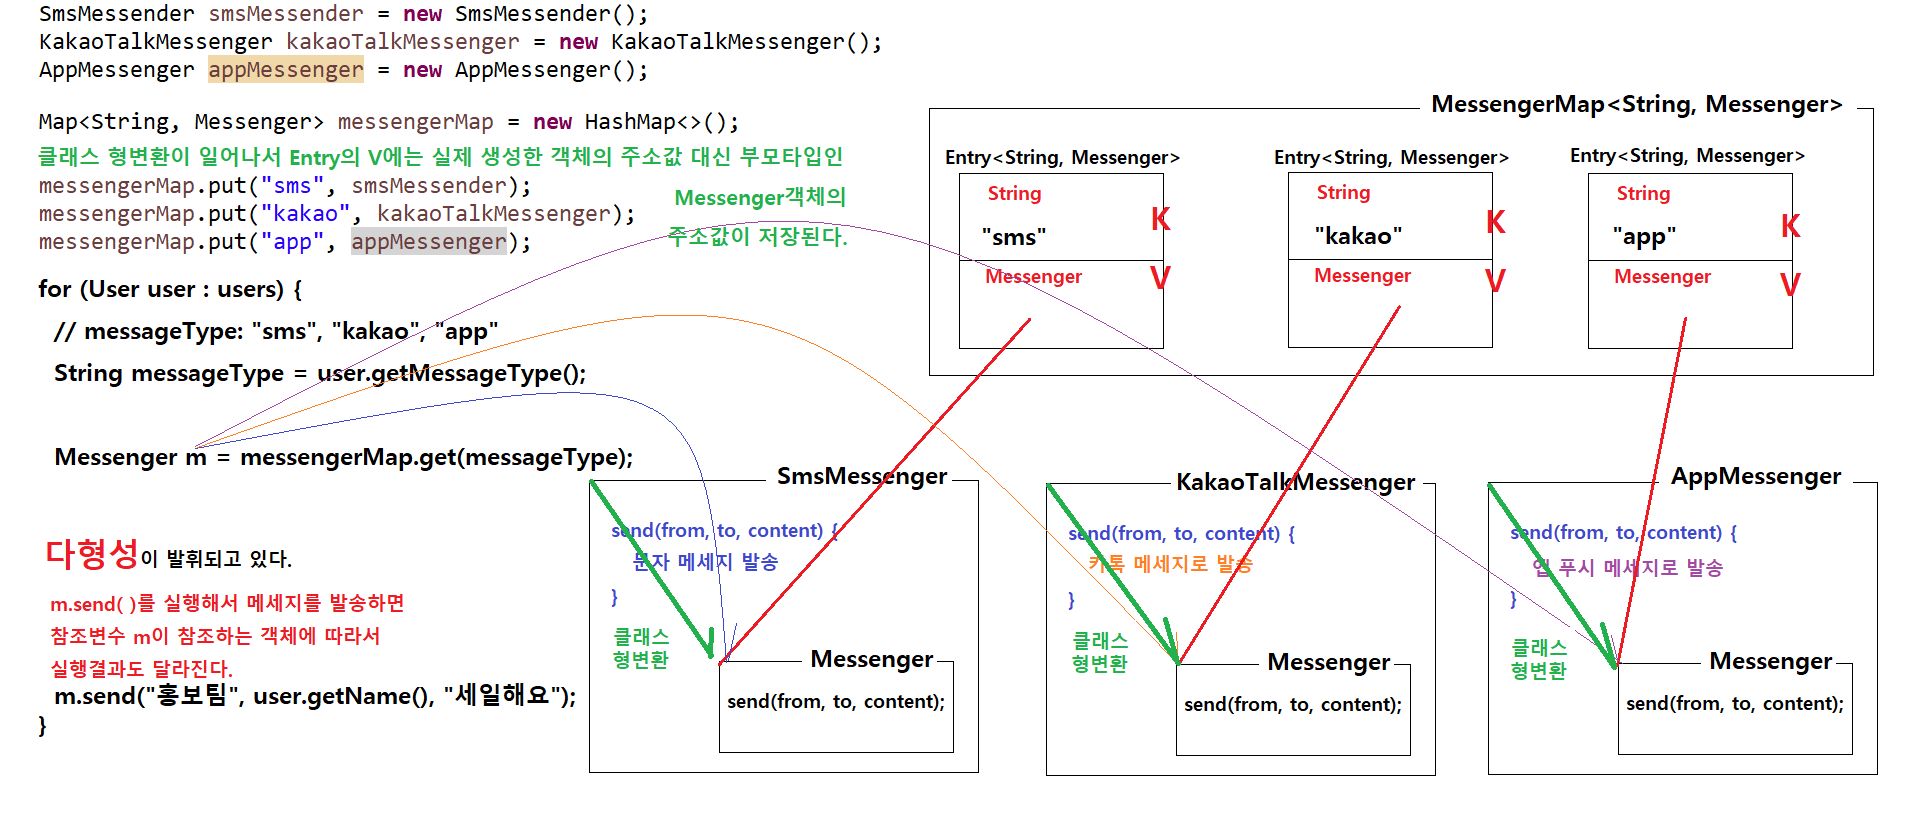 SmsMessender smsMessender = new SmsMessender();
KakaoTalkMessenger kakaoTalkMessenger = new KakaoTalkMessenger();
AppMessenger appMessenger = new AppMessenger();
Map<String, Messenger> messengerMap = new HashMap<>();
클래스 형변환이 일어나서 Entry의 V에는 실제 생성한 객체의 주소값 대신 부모타입인
messengerMap.put("sms", smsMessender);
Messenger객체의
messengerMap.put("kakao", kakaoTalkMessenger);
주소값이 저장된다.
messengerMap.put("app", appMessenger);
for (User user : users) {
// messageType: "sms", "kakao", "app"
String messageType = user.getMessageType();
Messenger m = messengerMap.get(messageType);
다형성이 발휘되고 있다.
m.send( )를 실행해서 메세지를 발송하면
참조변수 m이 참조하는 객체에 따라서
실행결과도 달라진다.
m.send("홍보팀", user.getName(), "세일해요");
}
MessengerMap<String, Messenger>
Entry<String, Messenger>
String
"sms"
K
Messenger
V
Entry<String, Messenger>
String
"kakao"
K
Messenger
V
Entry<String, Messenger>
String
"app"
K
Messenger
V
SmsMessenger
send(from, to, content) {
문자 메세지 발송
}
클래스
형변환
Messenger
send(from, to, content);
KakaoTalkMessenger
send(from, to, content) {
카톡 메세지로 발송
}
클래스
형변환
Messenger
send(from, to, content);
AppMessenger
send(from, to, content) {
앱 푸시 메세지로 발송
}
클래스
형변환
Messenger
send(from, to, content);